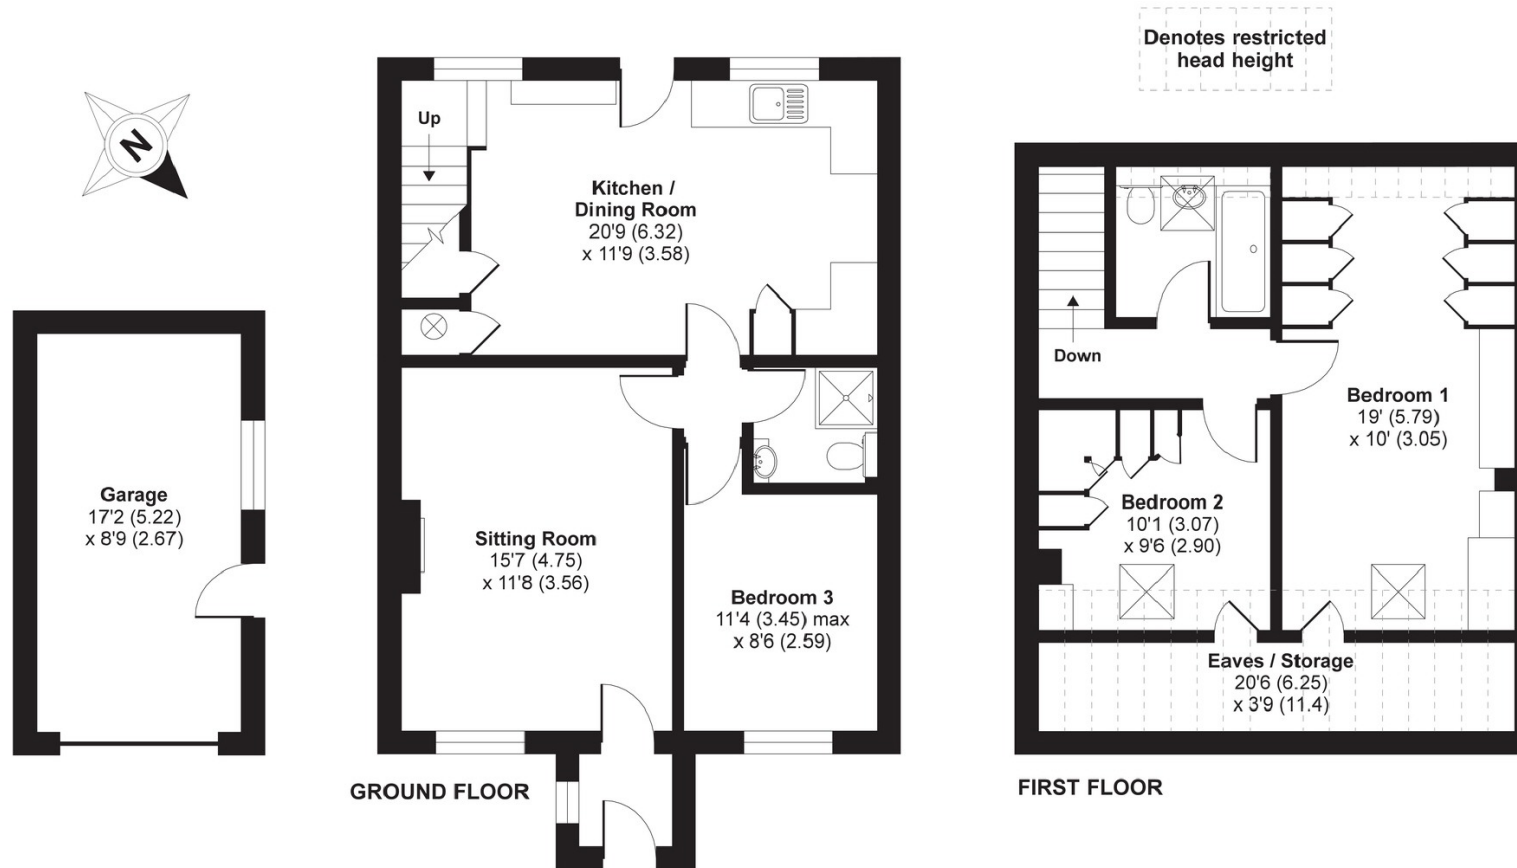 Denotes restricted
head height
N
Up
Kitchen /
Dining Room
20'9 (6.32)
x 11'9 (3.58)
Garage
17'2 (5.22)
x 8'9 (2.67)
Sitting Room
15'7 (4.75)
x 11'8 (3.56)
Bedroom 3
11'4 (3.45) max
x 8'6 (2.59)
GROUND FLOOR
Down
Bedroom 1
19' (5.79)
x 10' (3.05)
Bedroom 2
10'1 (3.07)
x 9'6 (2.90)
Eaves / Storage
20'6 (6.25)
x 3'9 (11.4)
FIRST FLOOR